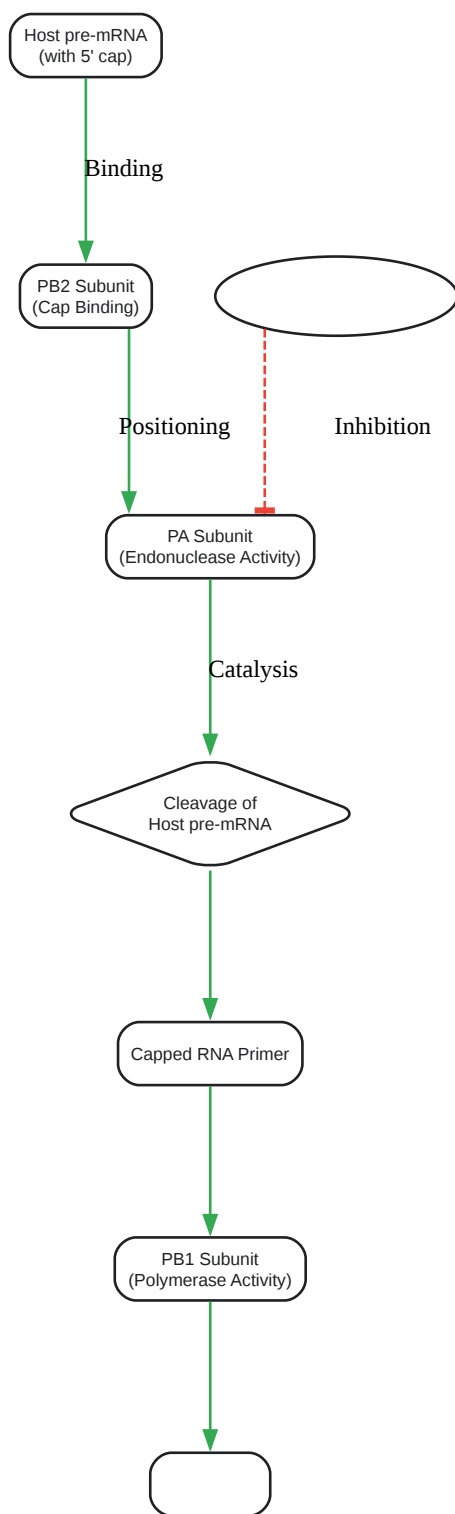 Host pre-mRNA
(with 5' cap)
Binding
PB2 Subunit
(Cap Binding)
Positioning
Inhibition
PA Subunit
(Endonuclease Activity)
Catalysis
Cleavage of
Host pre-mRNA
Capped RNA Primer
PB1 Subunit
(Polymerase Activity)